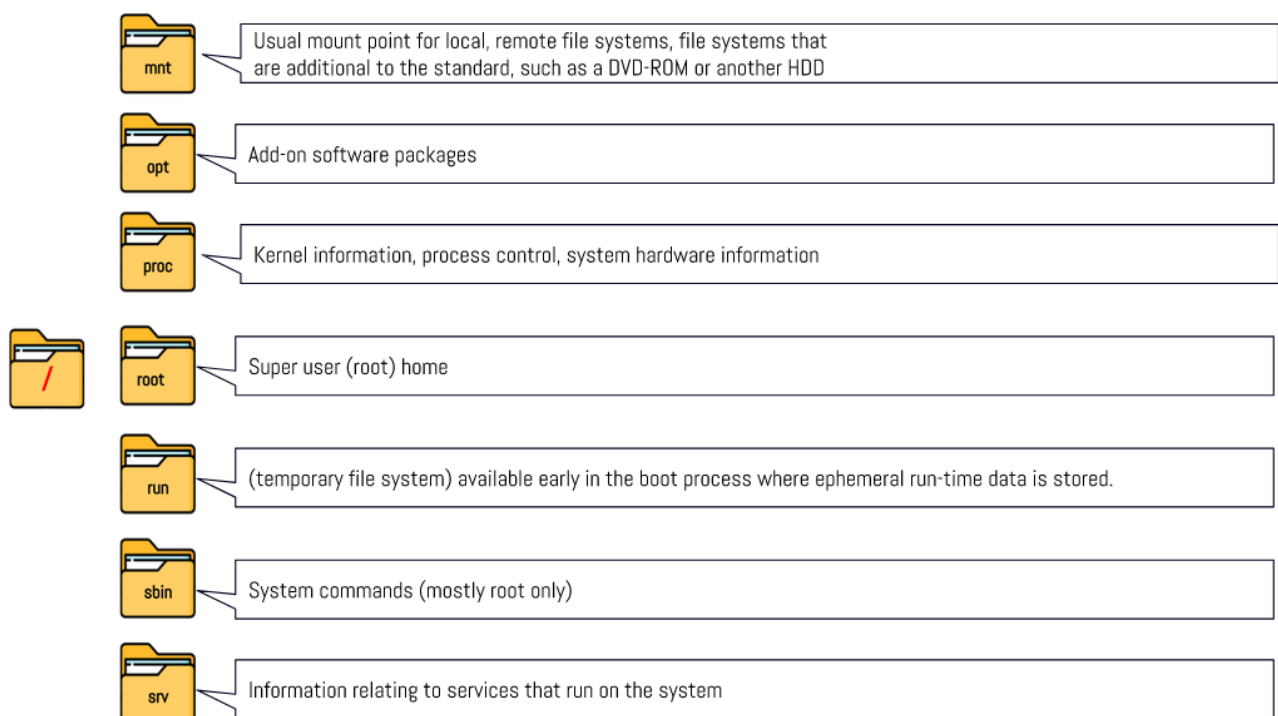 mnt
Usual mount point for local, remote file systems, file systems that
are additional to the standard, such as a DVD-ROM or another HDD
opt
Add-on software packages
proc
Kernel information, process control, system hardware information
/
root
Super user (root) home
run
(temporary file system) available early in the boot process where ephemeral run-time data is stored.
sbin
System commands (mostly root only)
srv
Information relating to services that run on the system